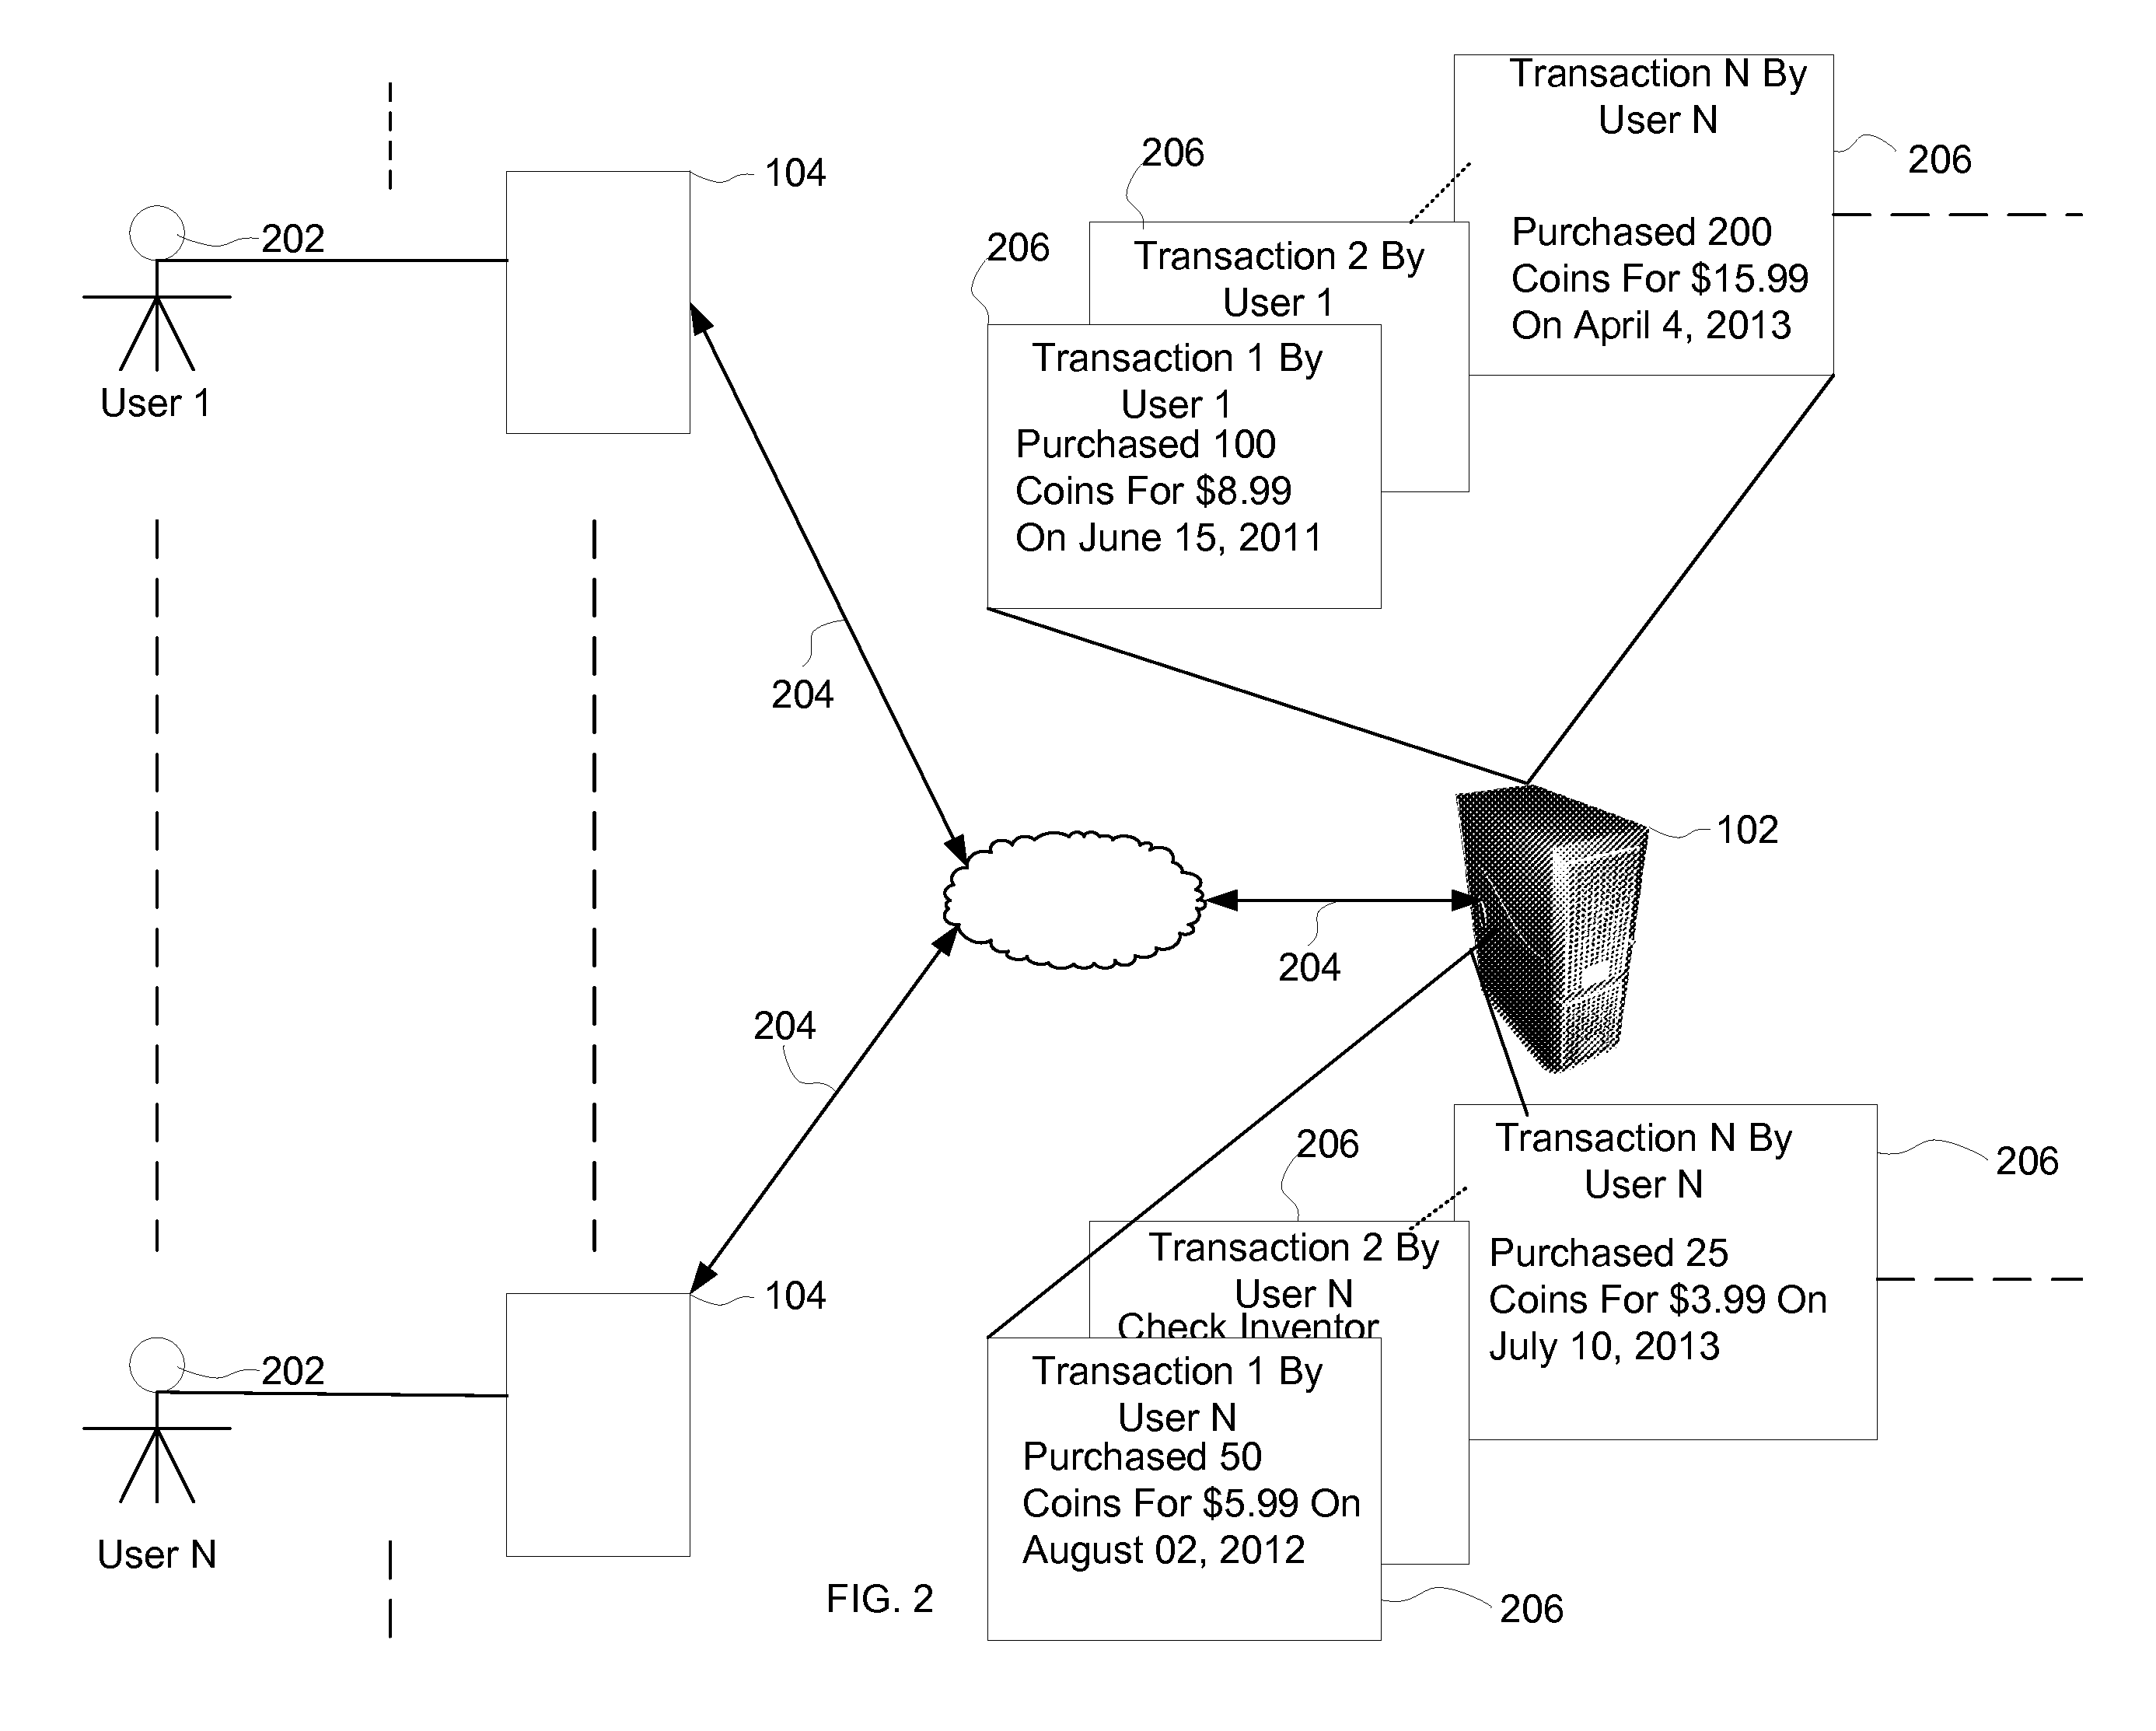 Transaction N By
User N
206
206
104
Purchased 200
Coins For $15.99
On April 4, 2013
202
206
Transaction 2 By
User 1
User 1
Transaction 1 By
User 1
Purchased 100
Coins For $8.99
On June 15, 2011
204
102
204
204
206
Transaction N By
User N
206
Transaction 2 By
User N
Check Inventor
Purchased 25
Coins For $3.99 On
July 10, 2013
104
202
Transaction 1 By
User N
Purchased 50
Coins For $5.99 On
August 02, 2012
User N
FIG. 2
206